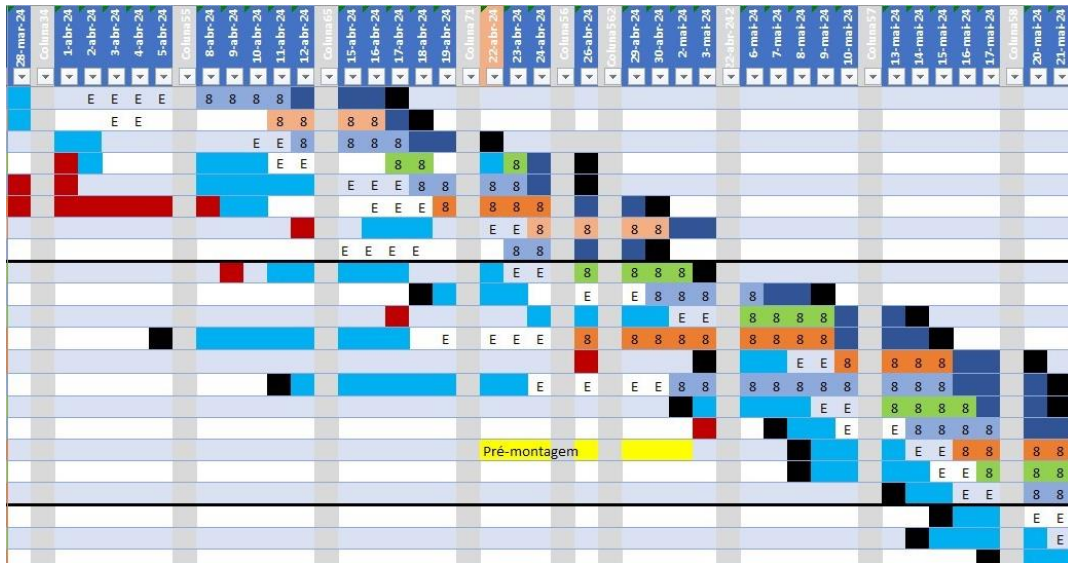 28-mar-24 Coluna34 1-abr-24 2-abr-24 3-abr-24 4-abr-24 5-abr-24 Coluna55 8-abr-24 9-abr-24 10-abr-24 11-abr-24 12-abr-24 Coluna65 15-abr-24 16-abr-24 17-abr-24 18-abr-24 19-abr-24 Coluna71 22-abr-24 23-abr-24 24-abr-24 Coluna56 26-abr-24 Coluna562 29-abr-24 30-abr-24 2-mai-24 3-mai-24 6-mai-24 7-mai-24 8-mai-24 9-mai-24 10-mai-24 Coluna57 13-mai-24 14-mai-24 15-mai-24 16-mai-24 17-mai-24 Coluna58 20-mai-24 21-mai-24
E E E E 8 8 8 8
E E 8 8 8 8
E E 8 8 8 8
E E 8 8 8
E E E 8 8 8 8
E E E 8 8 8 8
E E 8 8 8 8
E E E E 8 8
E E 8 8 8 8
E E 8 8 8 8
E E 8 8 8 8
E E E E 8 8 8 8 8 8 8 8 8
E E 8 8 8 8
E E E E 8 8 8 8 8 8 8 8 8 8
E E 8 8 8 8
E E 8 8 8 8
Pré-montagem E E 8 8 8 8
E E 8 8 8
E E 8 8
E E
E